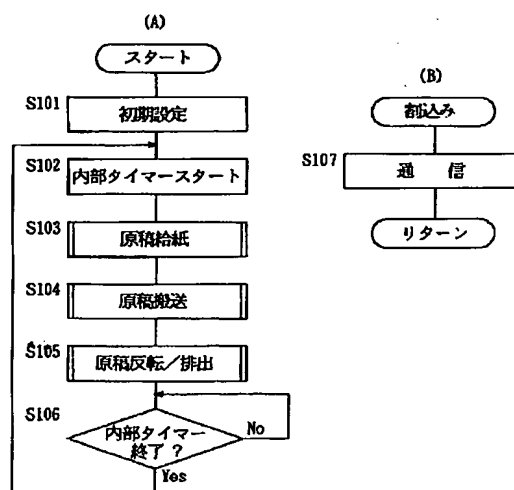 (A)
スタート
S101
初期設定
S102
内部タイマースタート
S103
原稿給紙
S104
原稿搬送
S105
原稿反転/排出
S106
内部タイマー
終了?
No
Yes
(B)
割込み
S107
通 信
リターン